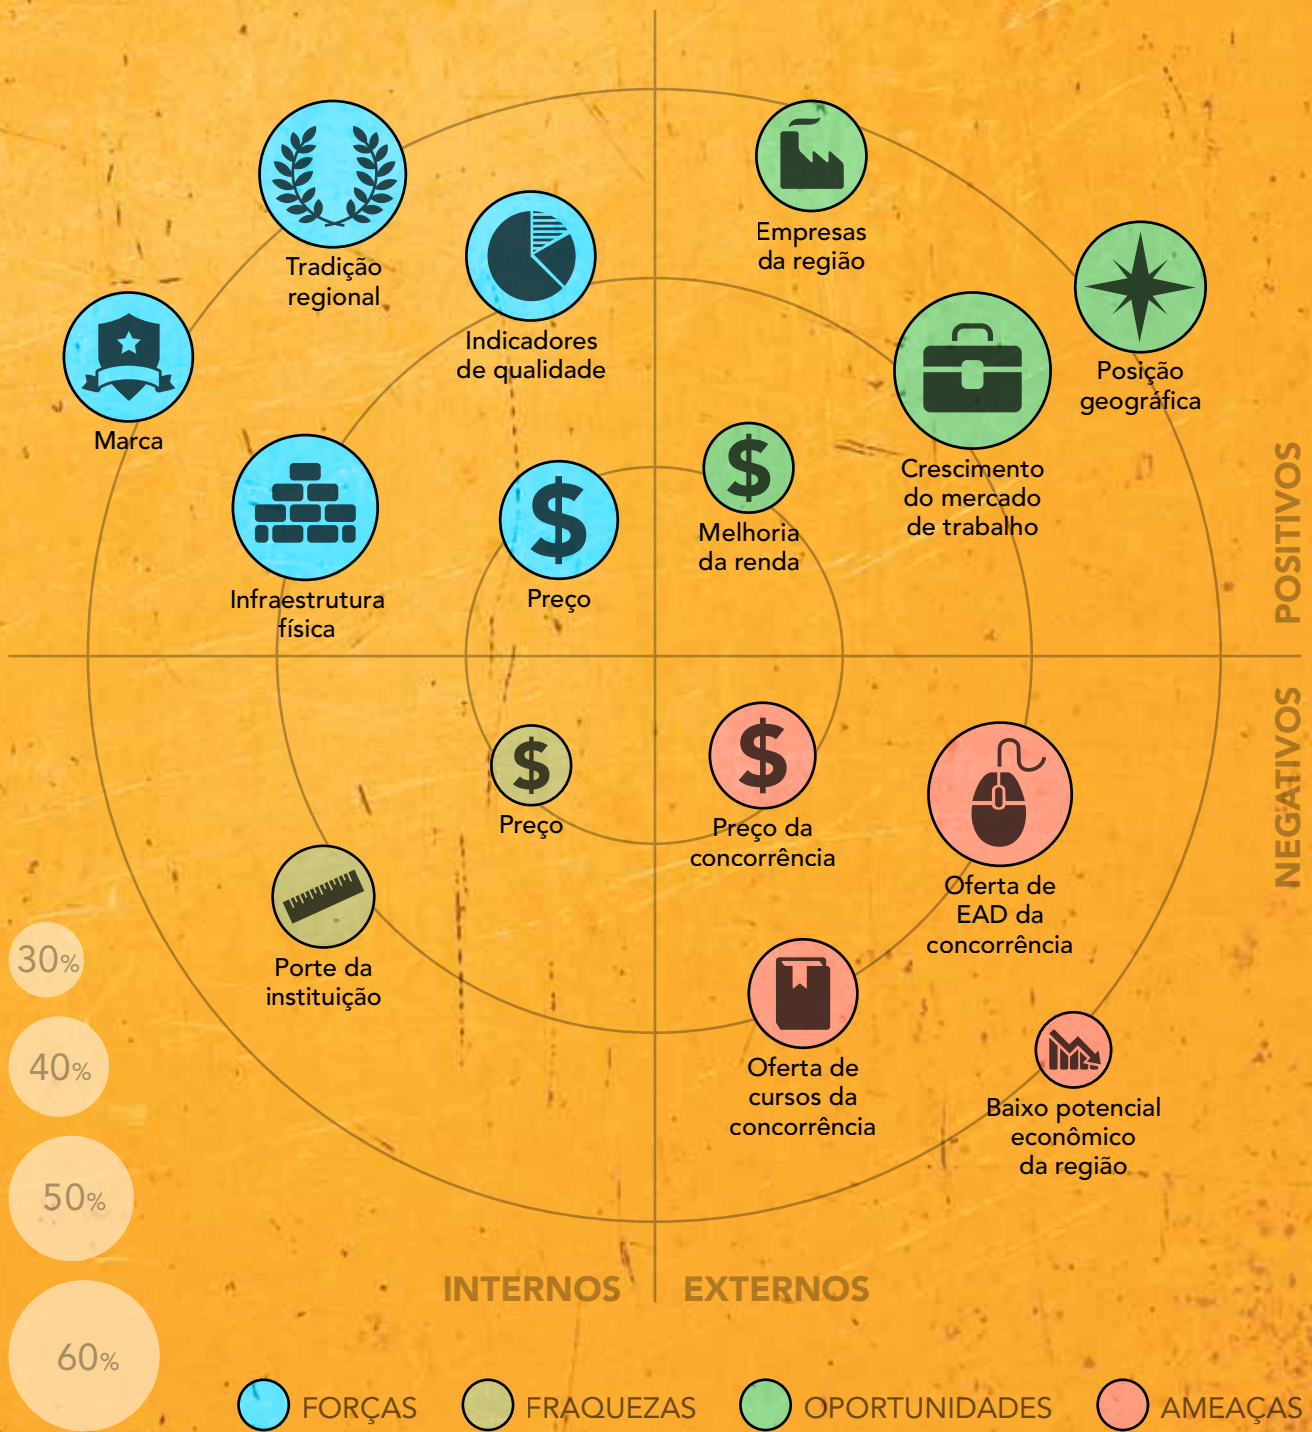 Tradição
regional
Indicadores
de qualidade
Marca
Infraestrutura
física
Preço
Empresas
da região
Posição
geográfica
Crescimento
do mercado
de trabalho
Melhoria
da renda
POSITIVOS
NEGATIVOS
Preço
Porte da
instituição
Preço da
concorrência
Oferta de
EAD da
concorrência
Oferta de
cursos da
concorrência
Baixo potencial
econômico
da região
30%
40%
50%
60%
INTERNOS
EXTERNOS
FORÇAS
FRAQUEZAS
OPORTUNIDADES
AMEAÇAS